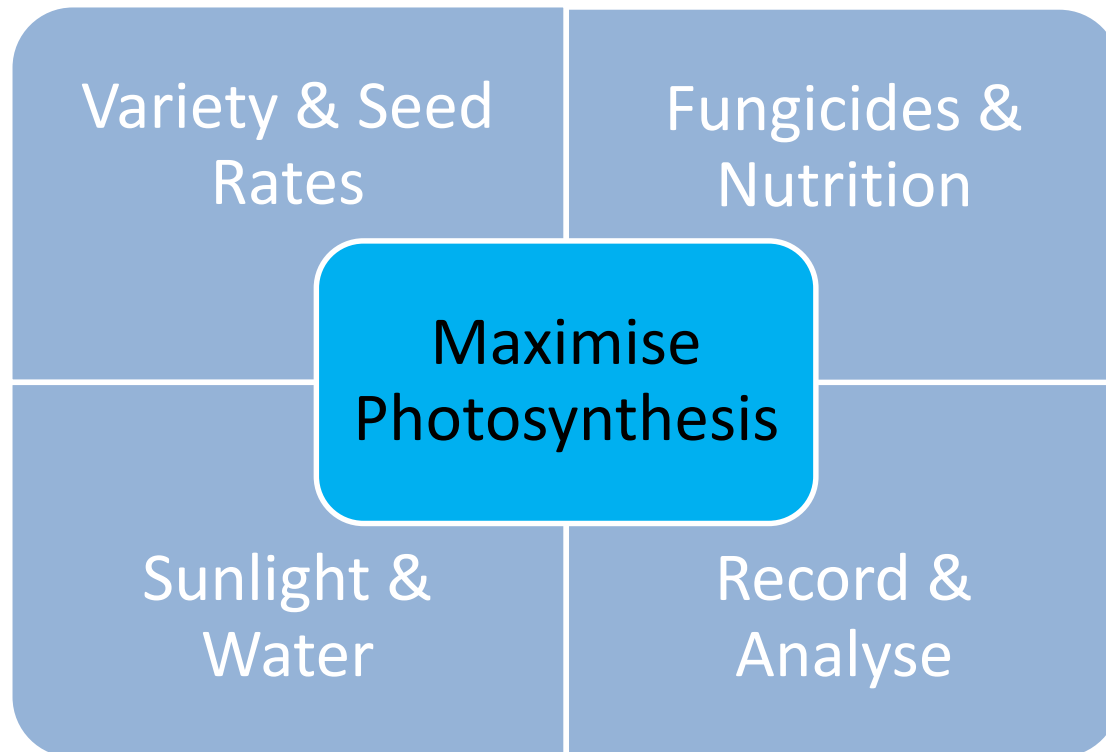 Variety & Seed
Rates
Fungicides &
Nutrition
Maximise
Photosynthesis
Sunlight &
Water
Record &
Analyse